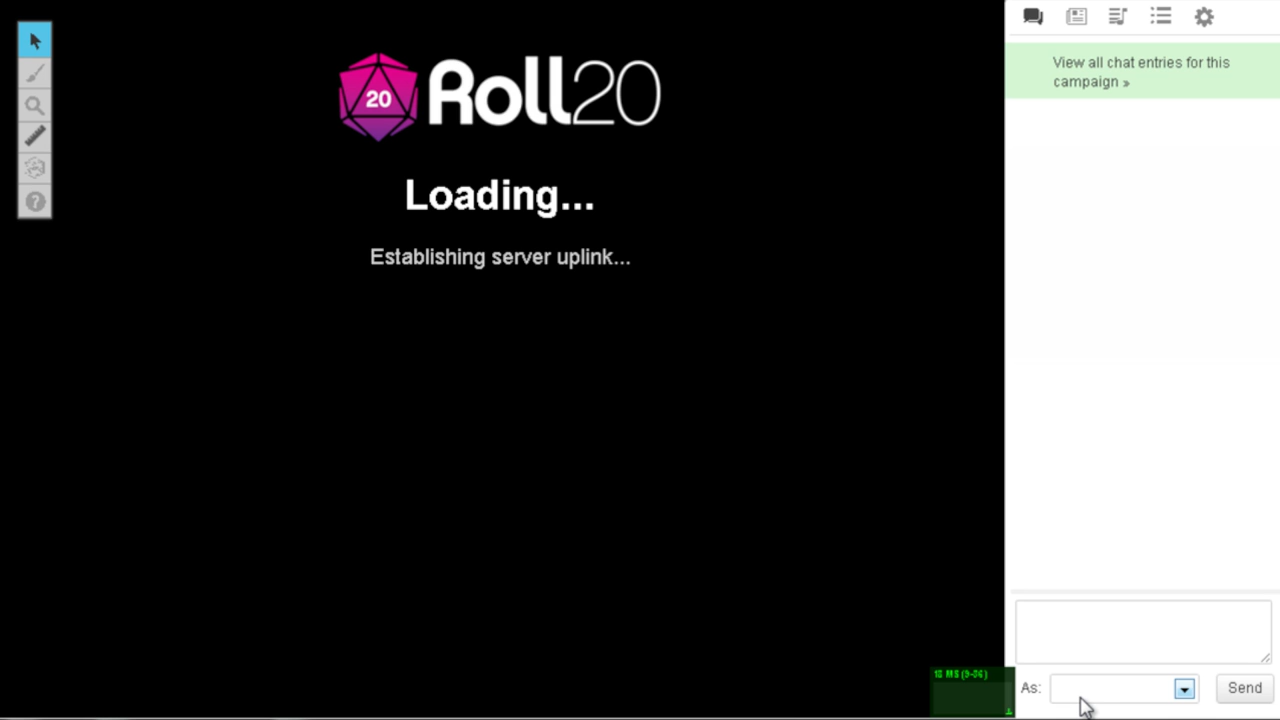 20
Roll20
Loading...
Establishing server uplink...
View all chat entries for this
campaign »
As:
Send